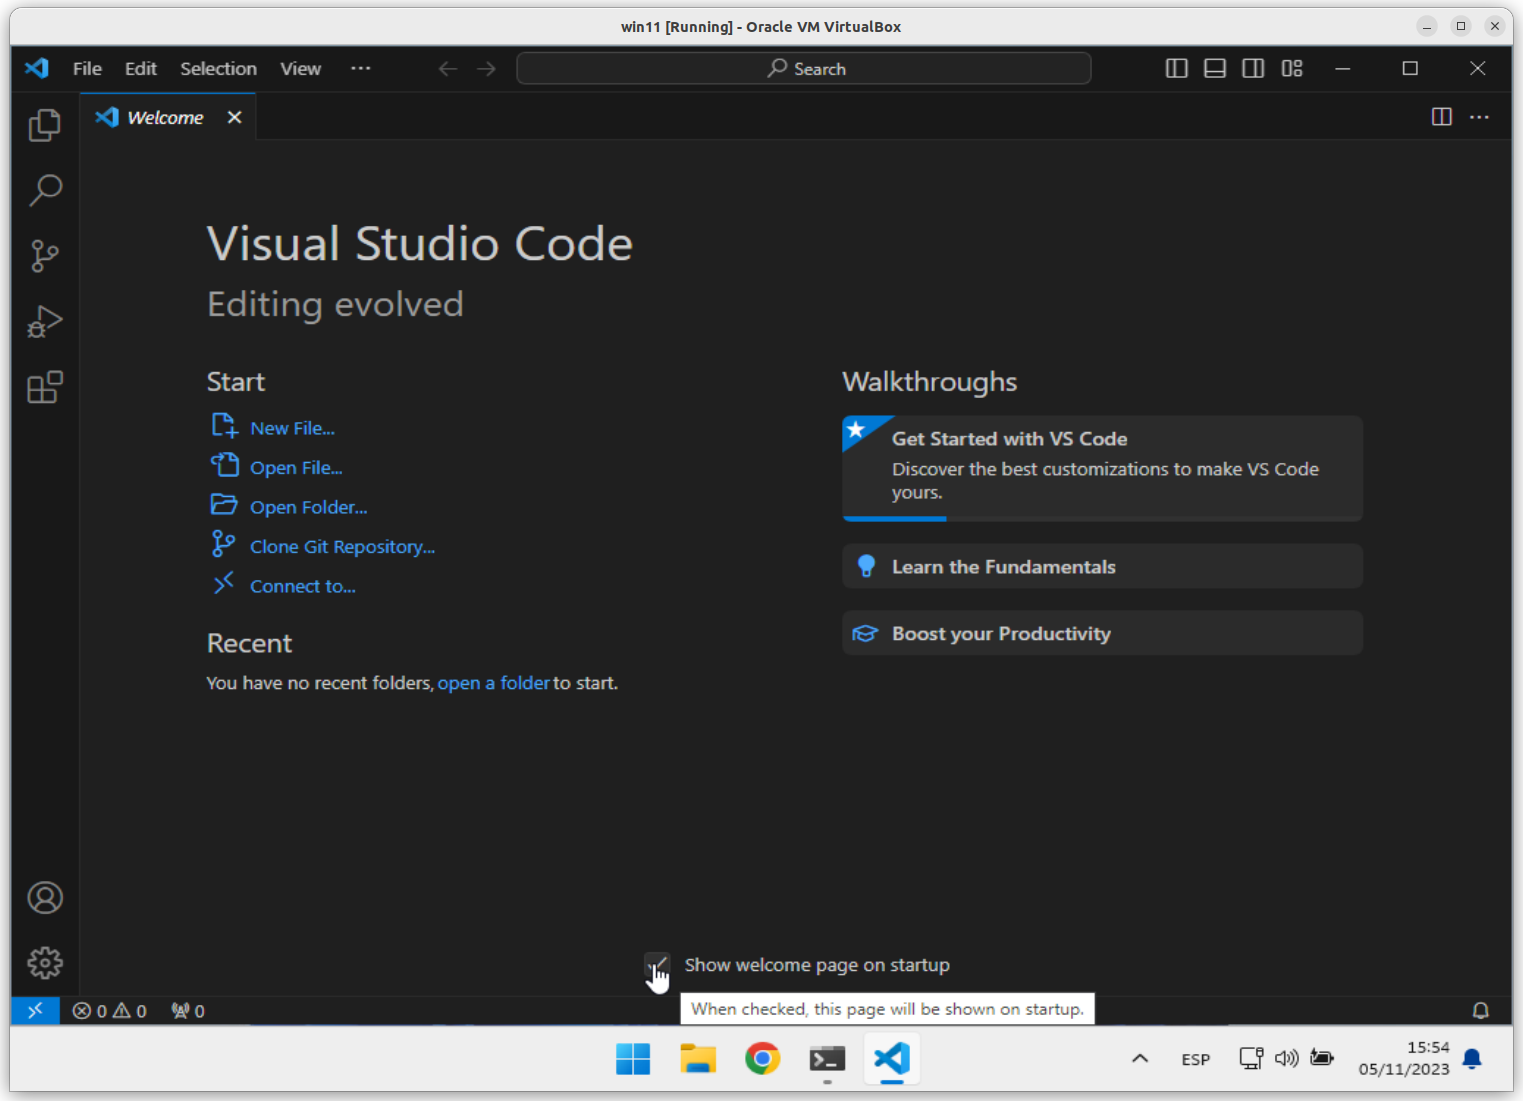 win11 [Running] - Oracle VM VirtualBox
File Edit Selection View ··· Search
Welcome
Visual Studio Code
Editing evolved
Start
New File...
Open File...
Open Folder...
Clone Git Repository...
Connect to...
Recent
You have no recent folders, open a folder to start.
Walkthroughs
Get Started with VS Code
Discover the best customizations to make VS Code
yours.
Learn the Fundamentals
Boost your Productivity
Show welcome page on startup
When checked, this page will be shown on startup.
0 0 0
ESP
15:54
05/11/2023